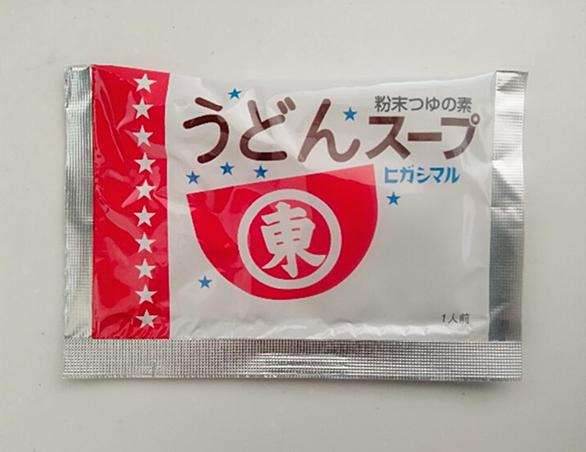 粉末つゆの素
うどんスープ
ヒガシマル
東
1人前